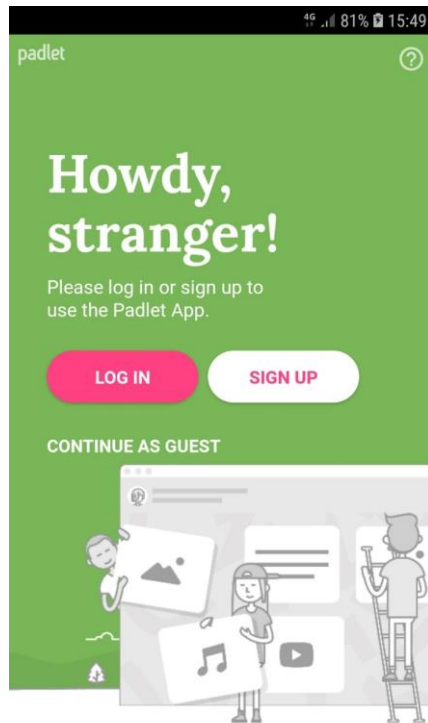 4G 81% 15:49
padlet
Howdy,
stranger!
Please log in or sign up to
use the Padlet App.
LOG IN SIGN UP
CONTINUE AS GUEST